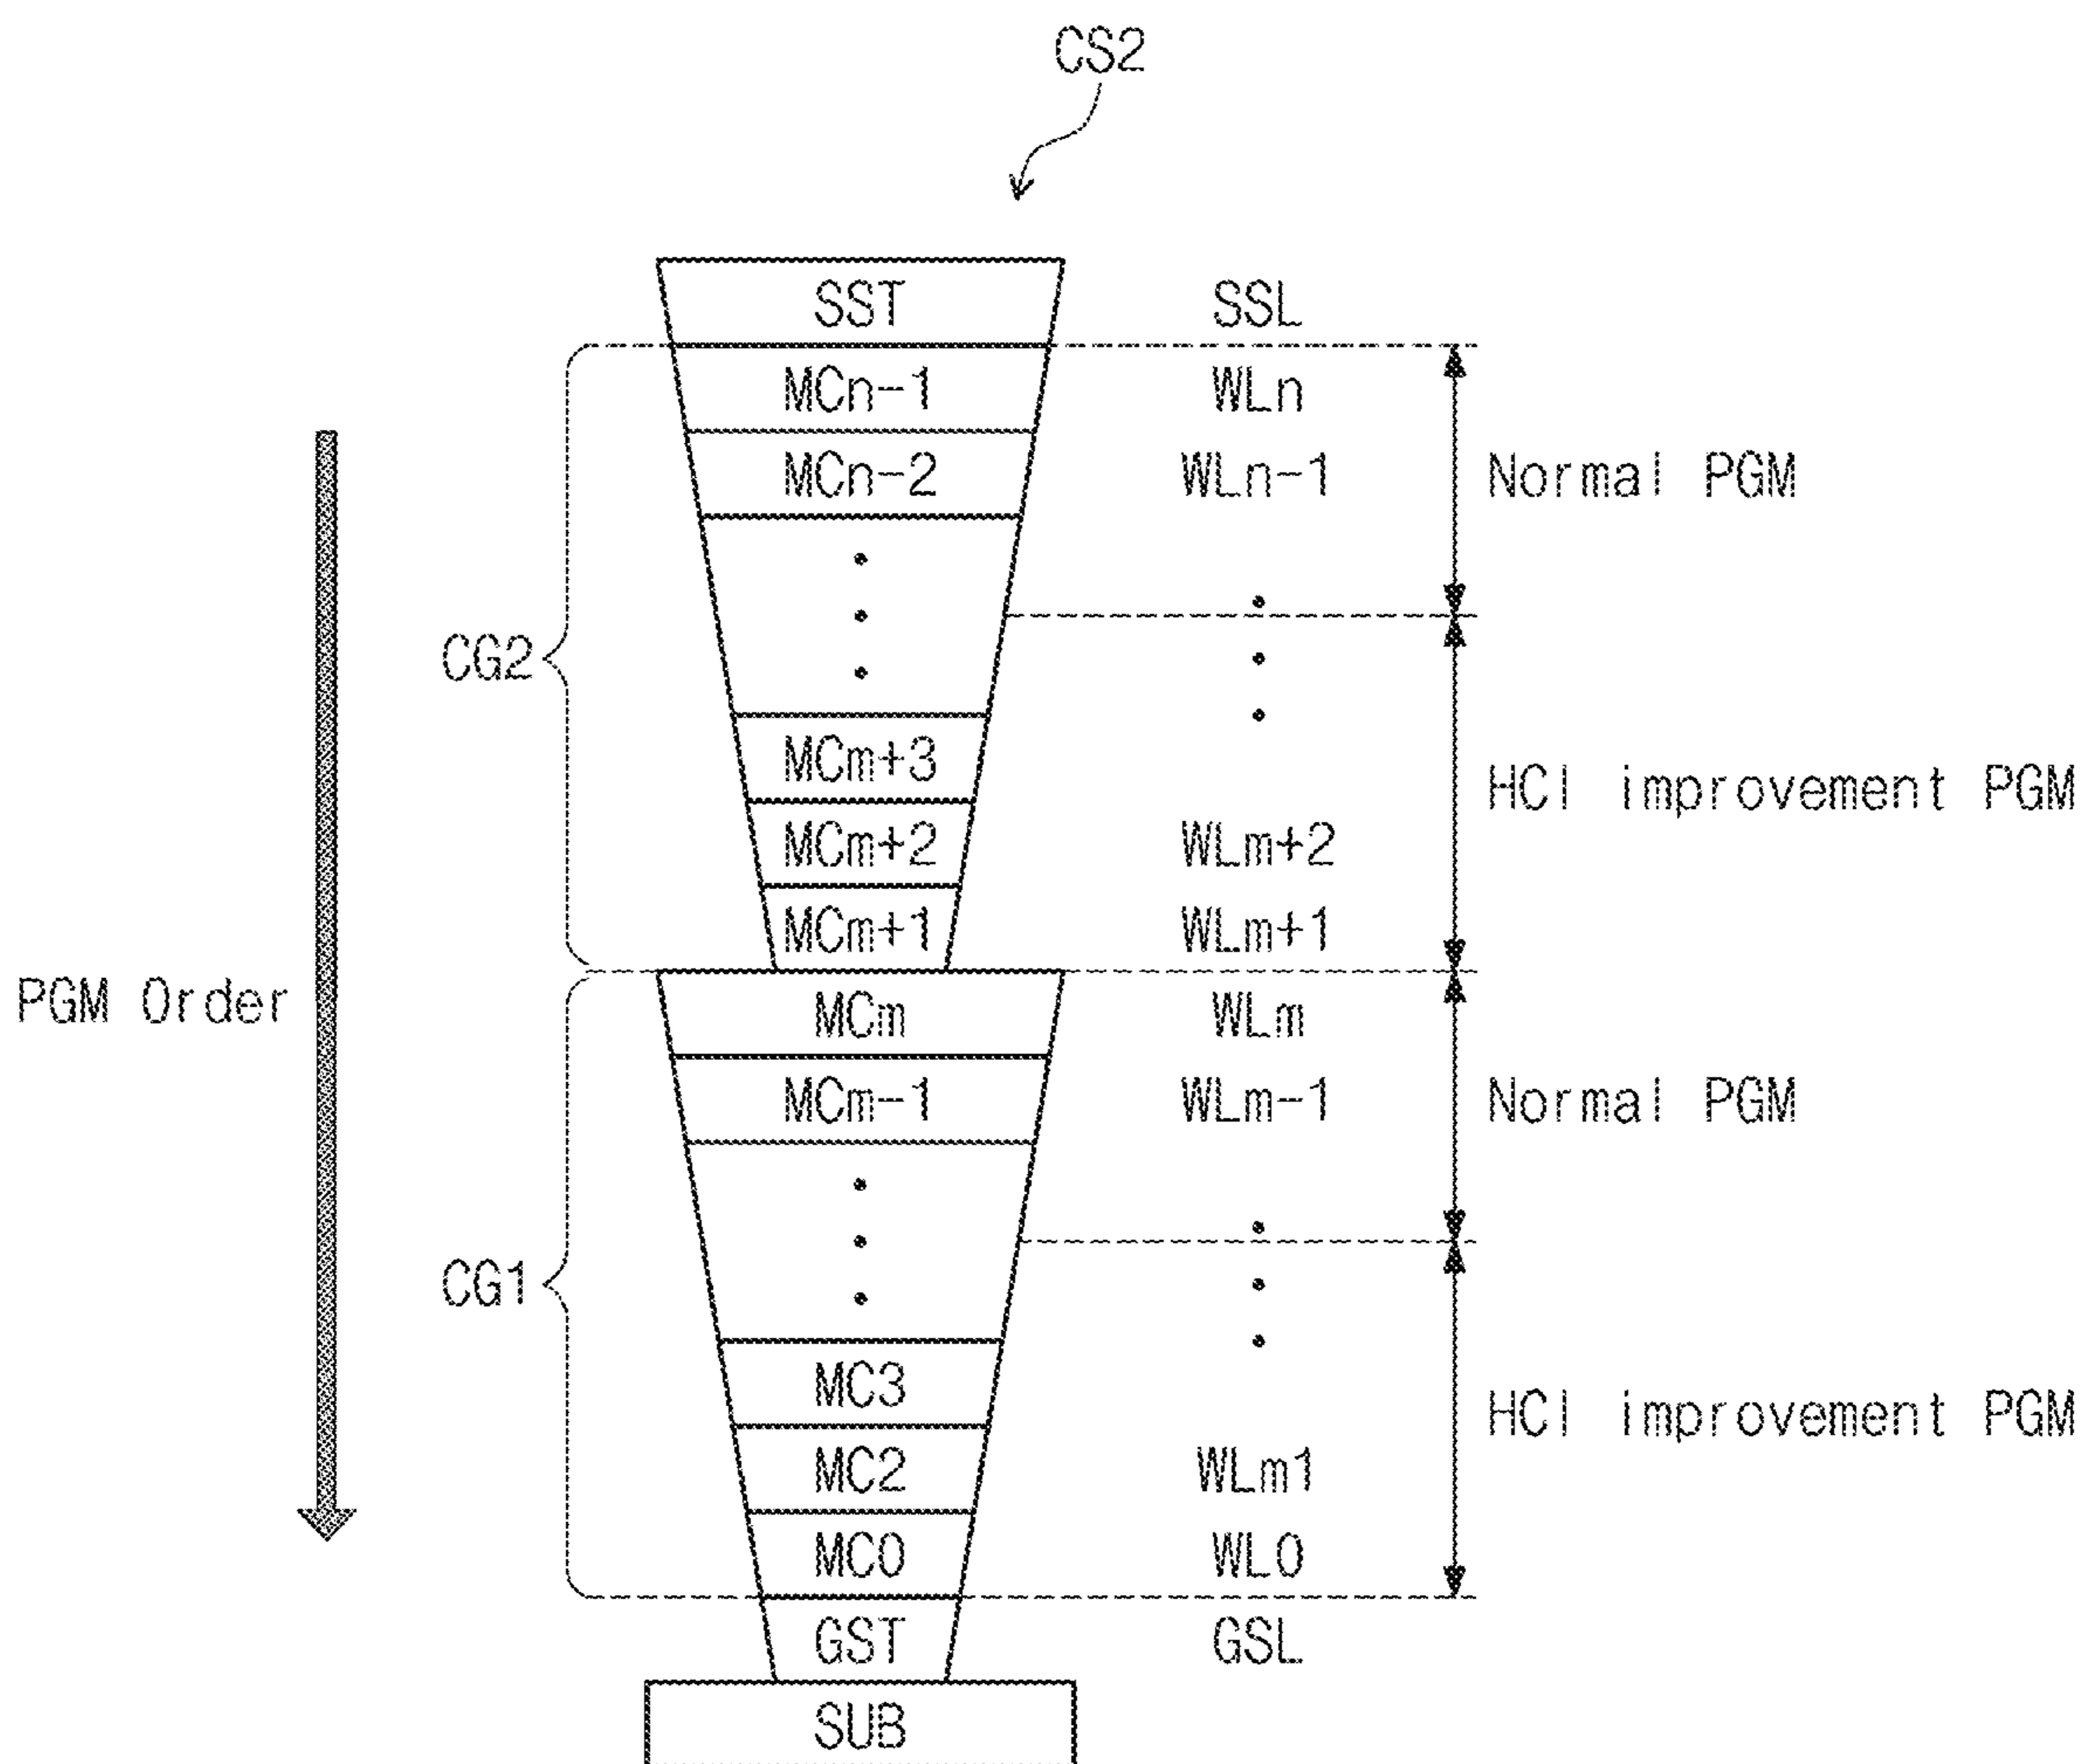 CS2
SST SSL
MCn-1 WLn
MCn-2 WLn-1 Normal PGM
CG2
MCm+3
HCI improvement PGM
MCm+2 WLm+2
MCm+1 WLm+1
PGM Order
MCm WLm
MCm-1 WLm-1 Normal PGM
CG1
MC3
HCI improvement PGM
MC2 WLm1
MC0 WL0
GST GSL
SUB